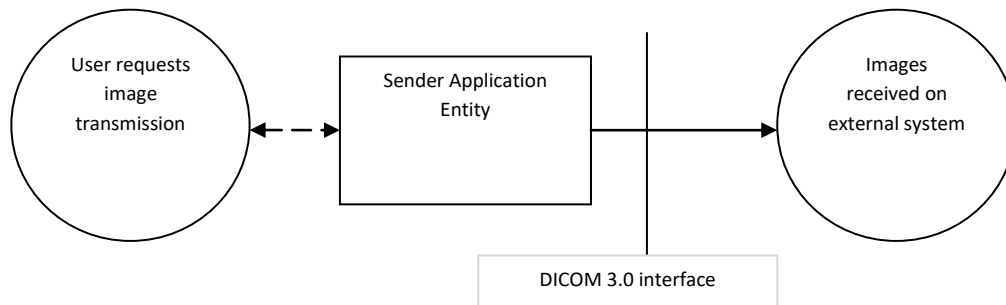 User requests
image
transmission
Sender Application
Entity
Images
received on
external system
DICOM 3.0 interface